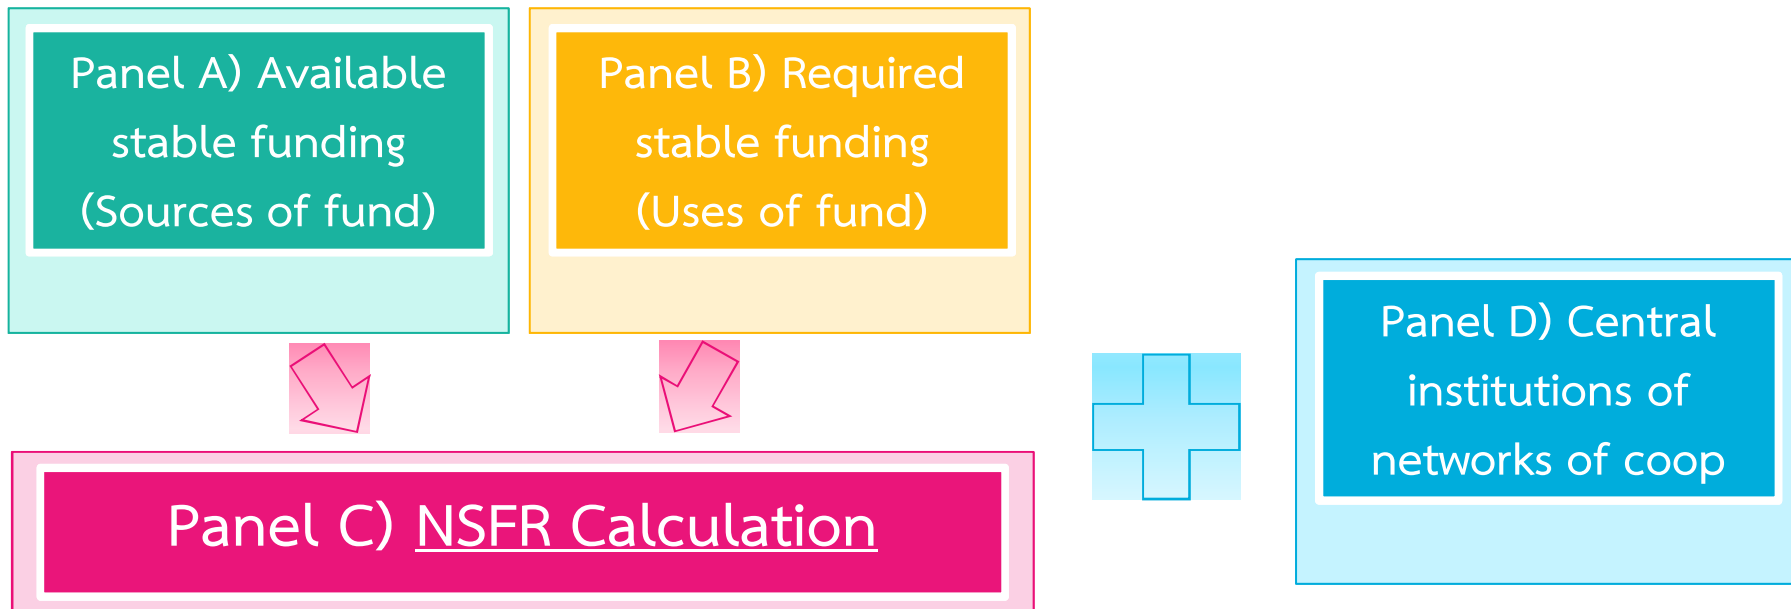 Panel A) Available
stable funding
(Sources of fund)
Panel B) Required
stable funding
(Uses of fund)
Panel C) NSFR Calculation
Panel D) Central
institutions of
networks of coop